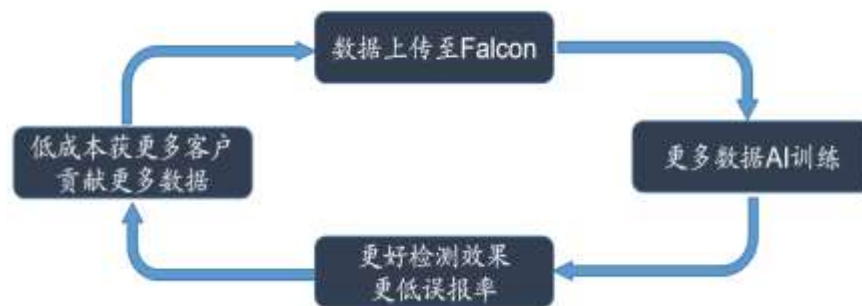 数据上传至Falcon
低成本获更多客户
贡献更多数据
更多数据AI训练
更好检测效果
更低误报率